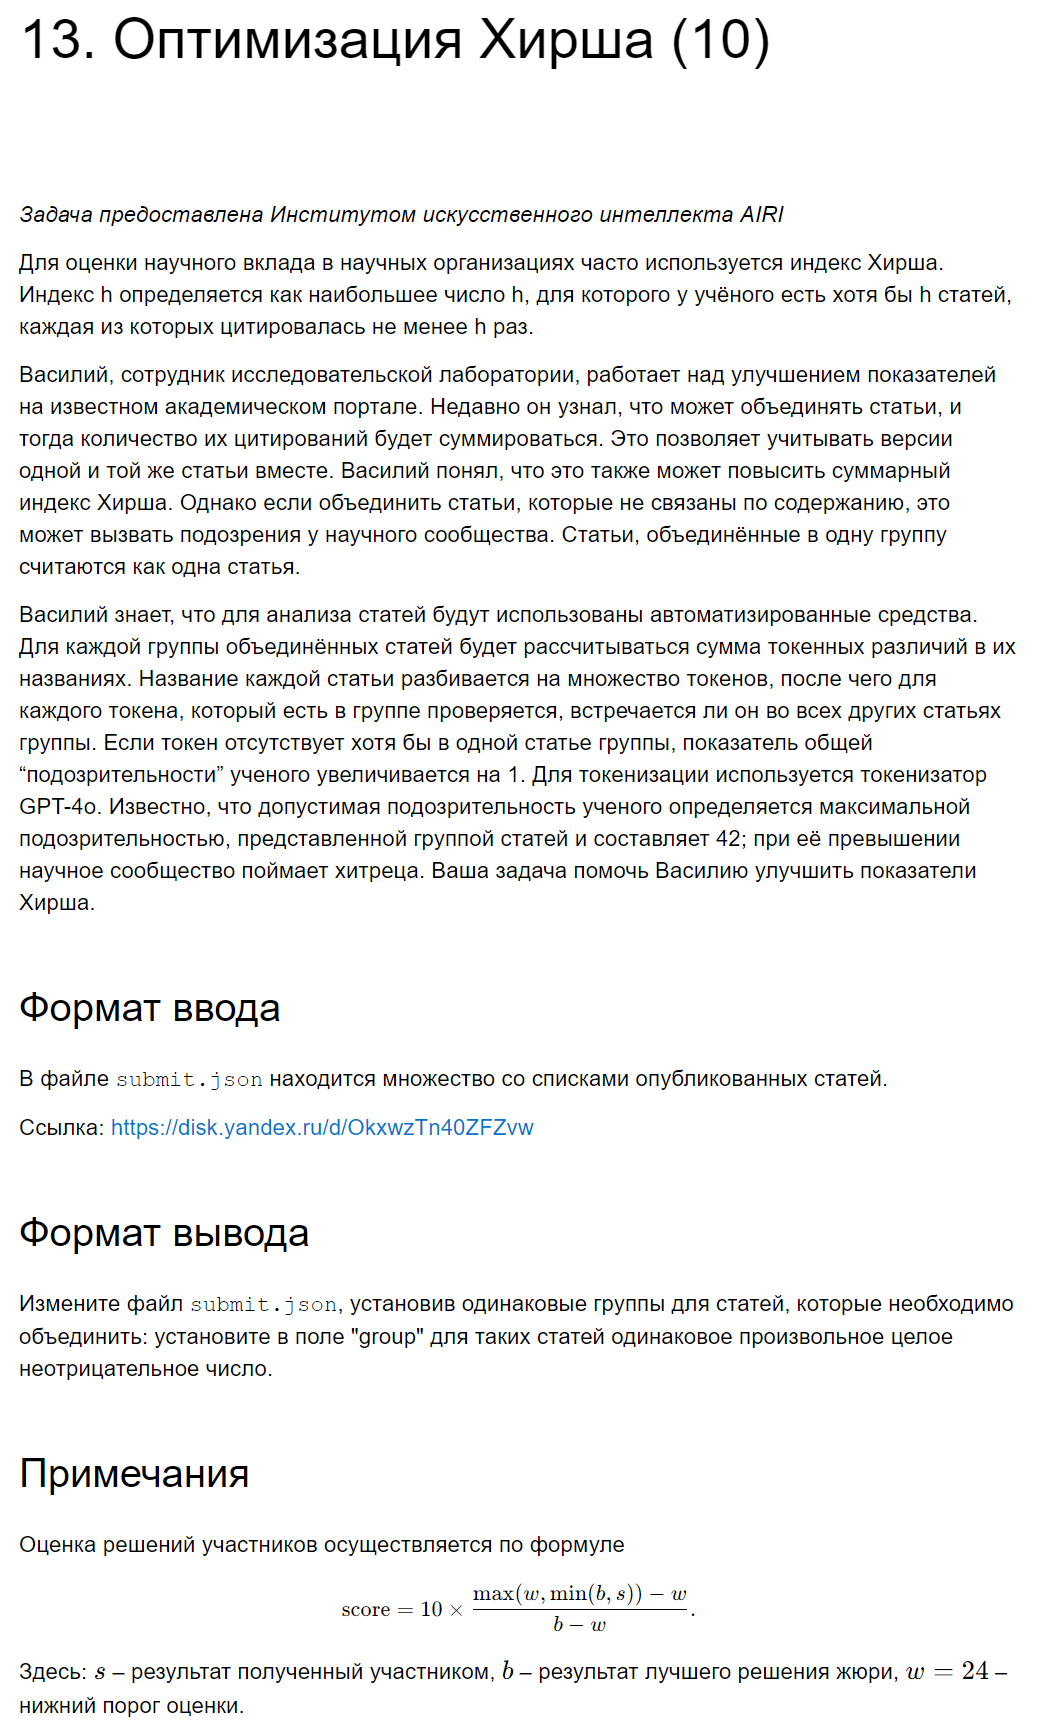 13. Оптимизация Хирша (10)
Задача предоставлена Институтом искусственного интеллекта AIRI
Для оценки научного вклада в научных организациях часто используется индекс Хирша.
Индекс h определяется как наибольшее число h, для которого у учёного есть хотя бы h статей,
каждая из которых цитировалась не менее h раз.
Василий, сотрудник исследовательской лаборатории, работает над улучшением показателей
на известном академическом портале. Недавно он узнал, что может объединять статьи, и
тогда количество их цитирований будет суммироваться. Это позволяет учитывать версии
одной и той же статьи вместе. Василий понял, что это также может повысить суммарный
индекс Хирша. Однако если объединить статьи, которые не связаны по содержанию, это
может вызвать подозрения у научного сообщества. Статьи, объединённые в одну группу
считаются как одна статья.
Василий знает, что для анализа статей будут использованы автоматизированные средства.
Для каждой группы объединённых статей будет рассчитываться сумма токенных различий в их
названиях. Название каждой статьи разбивается на множество токенов, после чего для
каждого токена, который есть в группе проверяется, встречается ли он во всех других статьях
группы. Если токен отсутствует хотя бы в одной статье группы, показатель общей
“подозрительности” ученого увеличивается на 1. Для токенизации используется токенизатор
GPT-4o. Известно, что допустимая подозрительность ученого определяется максимальной
подозрительностью, представленной группой статей и составляет 42; при её превышении
научное сообщество поймает хитреца. Ваша задача помочь Василию улучшить показатели
Хирша.
Формат ввода
В файле submit.json находится множество со списками опубликованных статей.
Ссылка: https://disk.yandex.ru/d/OkxwzTn40ZFZvw
Формат вывода
Измените файл submit.json, установив одинаковые группы для статей, которые необходимо
объединить: установите в поле "group" для таких статей одинаковое произвольное целое
неотрицательное число.
Примечания
Оценка решений участников осуществляется по формуле
score = 10 × (max(w, min(b, s)) − w) / (b − w).
Здесь: s – результат полученный участником, b – результат лучшего решения жюри, w = 24 –
нижний порог оценки.